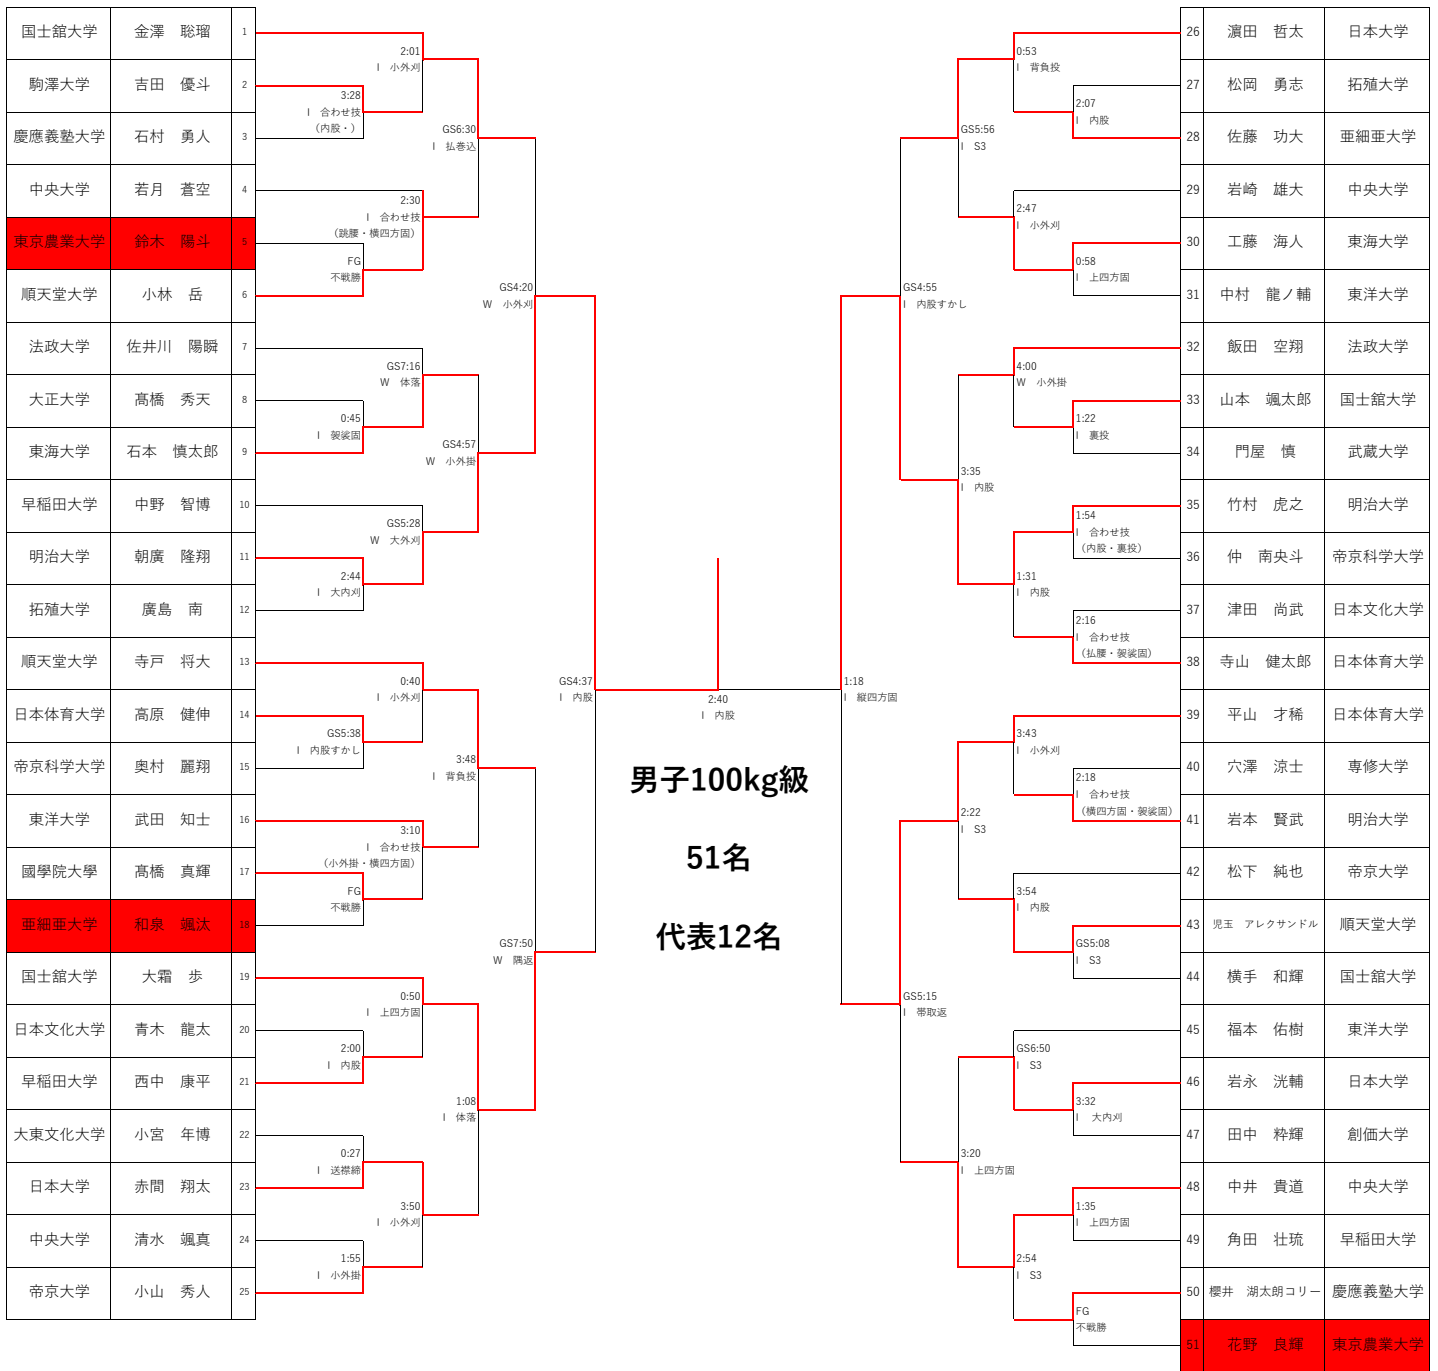 国士舘大学 金澤　聡瑠 1
駒澤大学 吉田　優斗 2
慶應義塾大学 石村　勇人 3
中央大学 若月　蒼空 4
東京農業大学 鈴木　陽斗 5
順天堂大学 小林　岳 6
法政大学 佐井川　陽瞬 7
大正大学 髙橋　秀天 8
東海大学 石本　慎太郎 9
早稲田大学 中野　智博 10
明治大学 朝廣　隆翔 11
拓殖大学 廣島　南 12
順天堂大学 寺戸　将大 13
日本体育大学 高原　健伸 14
帝京科学大学 奥村　麗翔 15
東洋大学 武田　知士 16
國學院大學 髙橋　真輝 17
亜細亜大学 和泉　颯汰 18
国士舘大学 大霜　歩 19
日本文化大学 青木　龍太 20
早稲田大学 西中　康平 21
大東文化大学 小宮　年博 22
日本大学 赤間　翔太 23
中央大学 清水　颯真 24
帝京大学 小山　秀人 25
2:01
I　小外刈
3:28
I　合わせ技
（内股・）
GS6:30
I　払巻込
2:30
I　合わせ技
（跳腰・横四方固）
FG
不戦勝
GS4:20
W　小外刈
GS7:16
W　体落
0:45
I　袈裟固
GS4:57
W　小外掛
GS5:28
W　大外刈
2:44
I　大内刈
GS4:37
I　内股
0:40
I　小外刈
GS5:38
I　内股すかし
3:48
I　背負投
3:10
I　合わせ技
（小外掛・横四方固）
FG
不戦勝
GS7:50
W　隅返
0:50
I　上四方固
2:00
I　内股
1:08
I　体落
0:27
I　送襟締
3:50
I　小外刈
1:55
I　小外掛
2:40
I　内股
男子100kg級
51名
代表12名
0:53
I　背負投
2:07
I　内股
GS5:56
I　S3
2:47
I　小外刈
0:58
I　上四方固
GS4:55
I　内股すかし
4:00
W　小外掛
1:22
I　裏投
3:35
I　内股
1:54
I　合わせ技
（内股・裏投）
1:31
I　内股
2:16
I　合わせ技
（払腰・袈裟固）
1:18
I　縦四方固
3:43
I　小外刈
2:18
I　合わせ技
（横四方固・袈裟固）
2:22
I　S3
3:54
I　内股
GS5:08
I　S3
GS5:15
I　帯取返
GS6:50
I　S3
3:32
I　大内刈
3:20
I　上四方固
1:35
I　上四方固
2:54
I　S3
FG
不戦勝
26 濵田　哲太 日本大学
27 松岡　勇志 拓殖大学
28 佐藤　功大 亜細亜大学
29 岩崎　雄大 中央大学
30 工藤　海人 東海大学
31 中村　龍ノ輔 東洋大学
32 飯田　空翔 法政大学
33 山本　颯太郎 国士舘大学
34 門屋　慎 武蔵大学
35 竹村　虎之 明治大学
36 仲　南央斗 帝京科学大学
37 津田　尚武 日本文化大学
38 寺山　健太郎 日本体育大学
39 平山　才稀 日本体育大学
40 穴澤　涼士 専修大学
41 岩本　賢武 明治大学
42 松下　純也 帝京大学
43 児玉　アレクサンドル 順天堂大学
44 横手　和輝 国士舘大学
45 福本　佑樹 東洋大学
46 岩永　洸輔 日本大学
47 田中　粋輝 創価大学
48 中井　貴道 中央大学
49 角田　壮琉 早稲田大学
50 櫻井　湖太朗コリー 慶應義塾大学
51 花野　良輝 東京農業大学